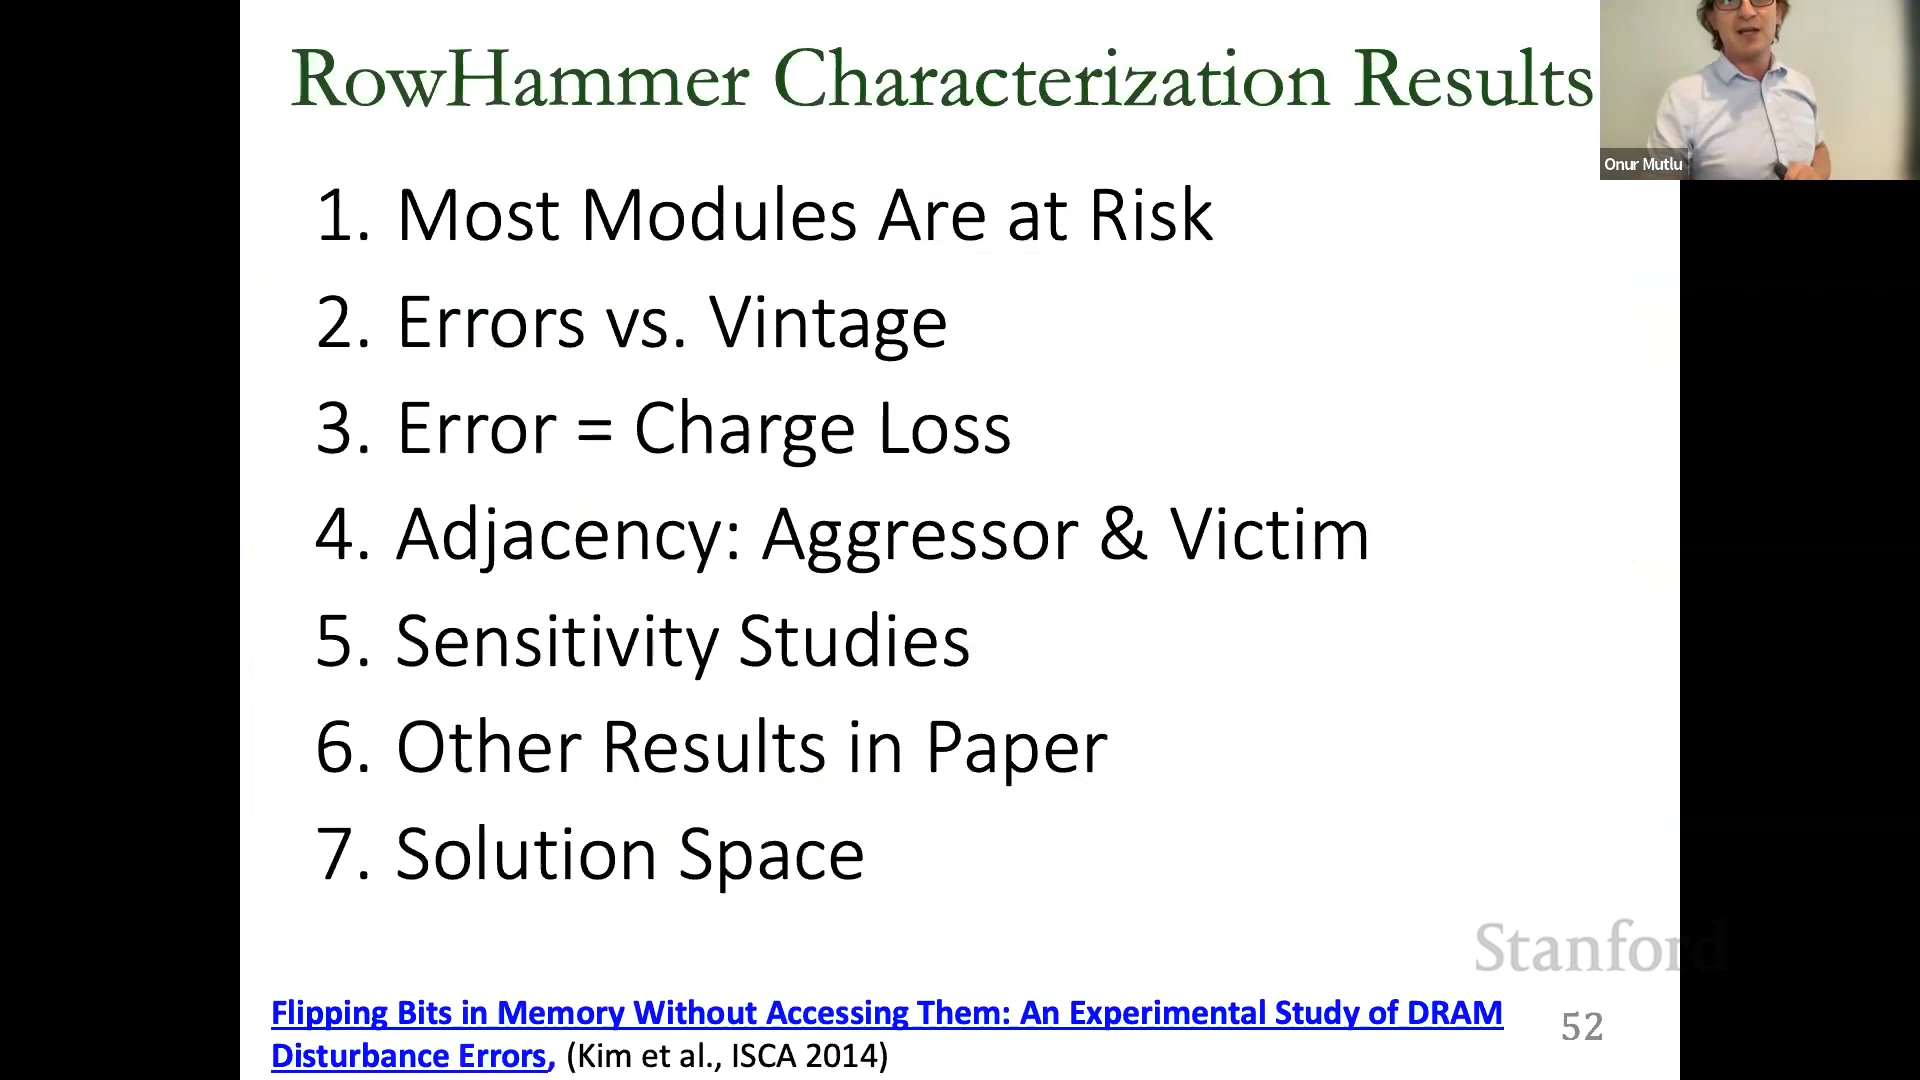 RowHammer Characterization Results
Onur Mutlu
1. Most Modules Are at Risk
2. Errors vs. Vintage
3. Error = Charge Loss
4. Adjacency: Aggressor & Victim
5. Sensitivity Studies
6. Other Results in Paper
7. Solution Space
Stanford
Flipping Bits in Memory Without Accessing Them: An Experimental Study of DRAM
Disturbance Errors, (Kim et al., ISCA 2014)
52